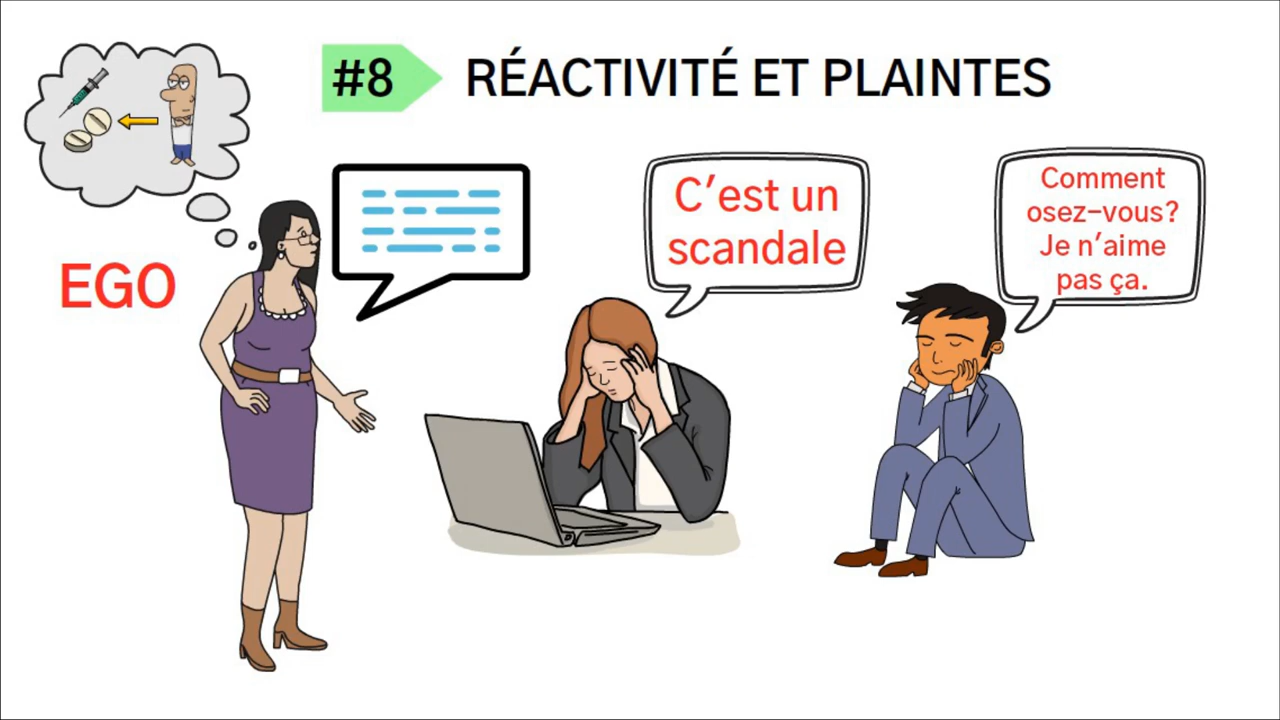 #8 RÉACTIVITÉ ET PLAINTES
C'est un
scandale
Comment
osez-vous?
Je n'aime
pas ça.
EGO